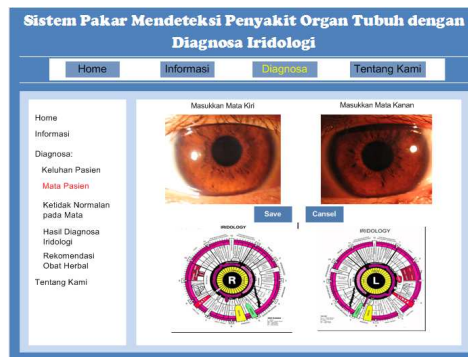 Sistem Pakar Mendeteksi Penyakit Organ Tubuh dengan
Diagnosa Iridologi
Home
Informasi
Diagnosa
Tentang Kami
Home
Informasi
Diagnosa:
Keluhan Pasien
Mata Pasien
Ketidak Normalan
pada Mata
Hasil Diagnosa
Iridologi
Rekomendasi
Obat Herbal
Tentang Kami
Masukkan Mata Kiri
Masukkan Mata Kanan
Save
Cansel
IRIDOLOGY
IRIDOLOGY
R
L